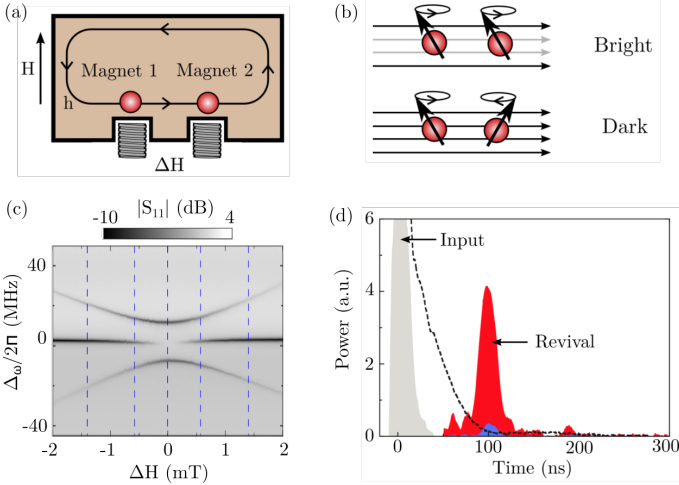 (a)
H
Magnet 1 Magnet 2
h
ΔH
(b)
Bright
Dark
(c)
|S₁₁| (dB)
-10 4
Δω/2π (MHz)
40
0
-40
-2 -1 0 1 2
ΔH (mT)
(d)
Power (a.u.)
6
4
2
0
Input
Revival
0 100 200 300
Time (ns)